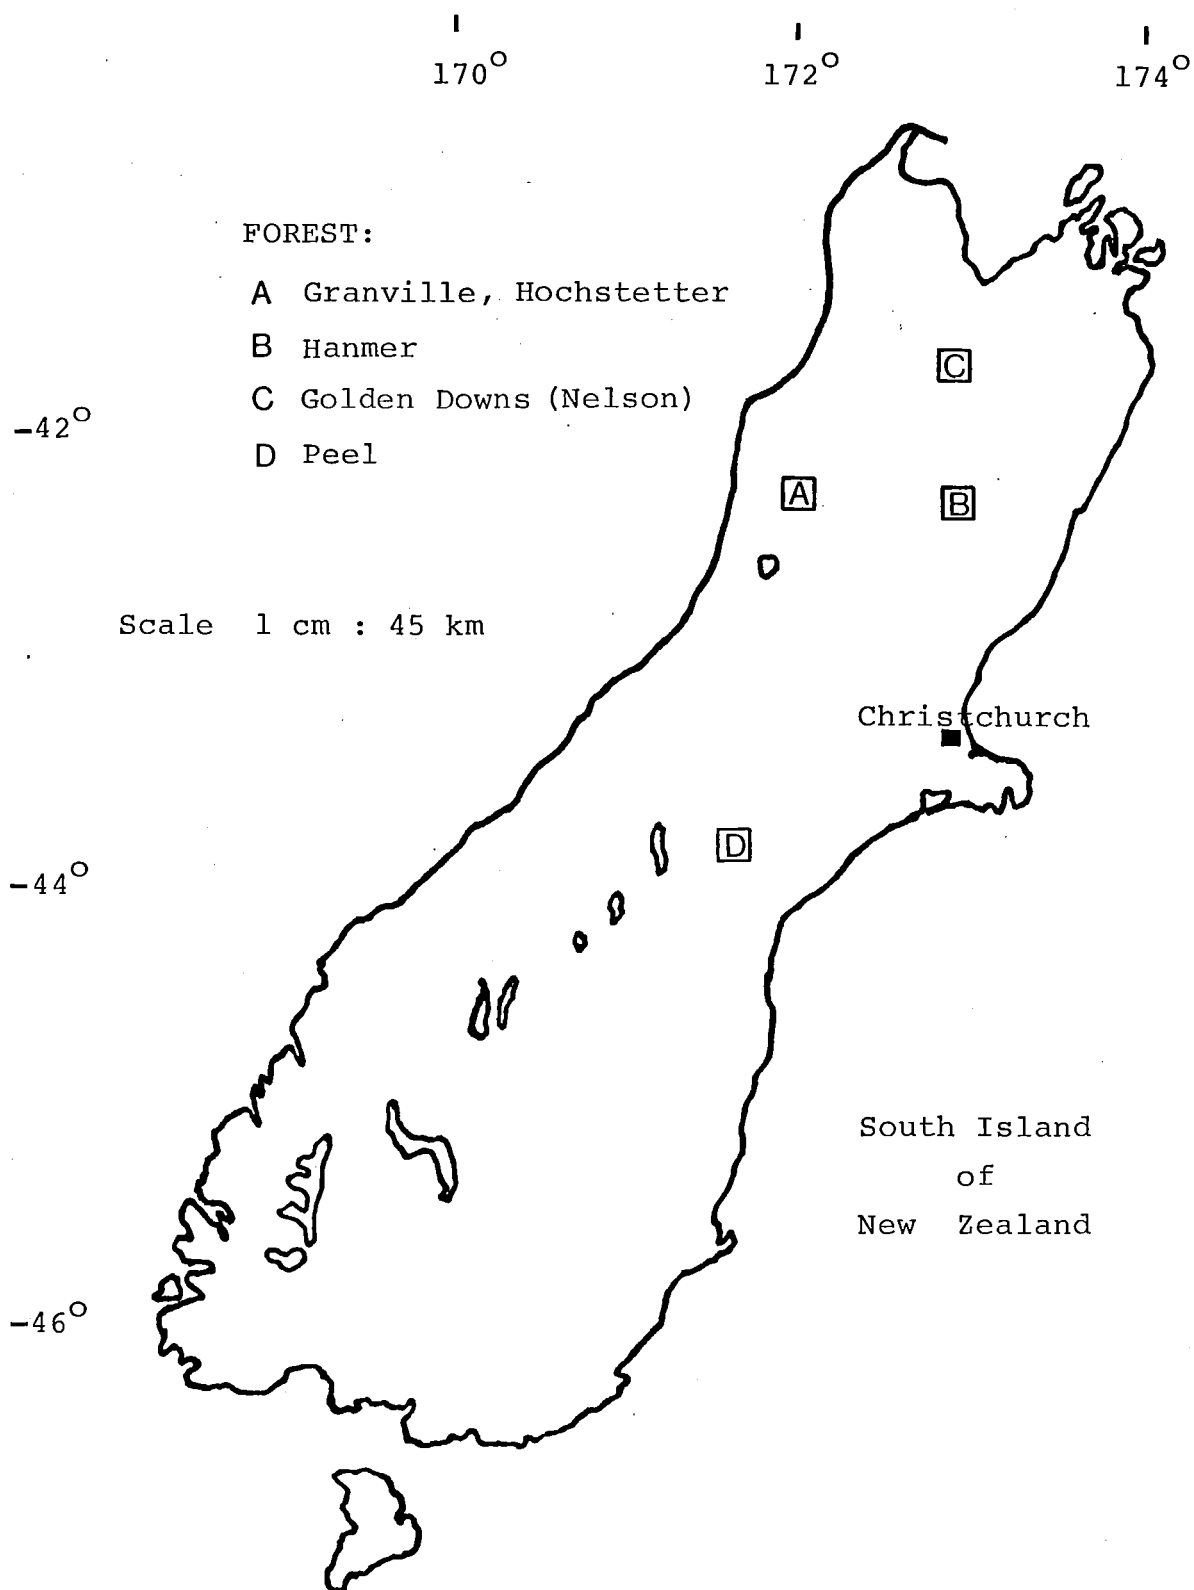 170° 172° 174°
FOREST:
A Granville, Hochstetter
B Hanmer
C Golden Downs (Nelson)
-42°
D Peel
C
A
B
Scale 1 cm : 45 km
Christchurch
D
-44°
South Island
of
New Zealand
-46°